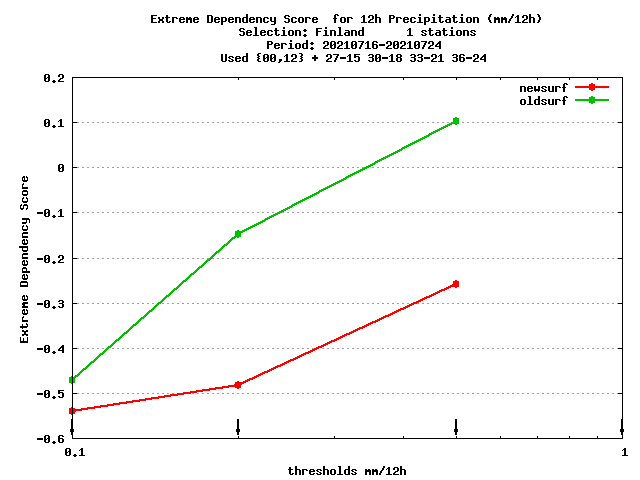 Extreme Dependency Score  for 12h Precipitation (mm/12h)
Selection: Finland      1 stations
Period: 20210716-20210724
Used {00,12} + 27-15 30-18 33-21 36-24
newsurf
oldsurf
0.2
0.1
0
-0.1
-0.2
-0.3
-0.4
-0.5
-0.6
Extreme Dependency Score
0.1
1
thresholds mm/12h